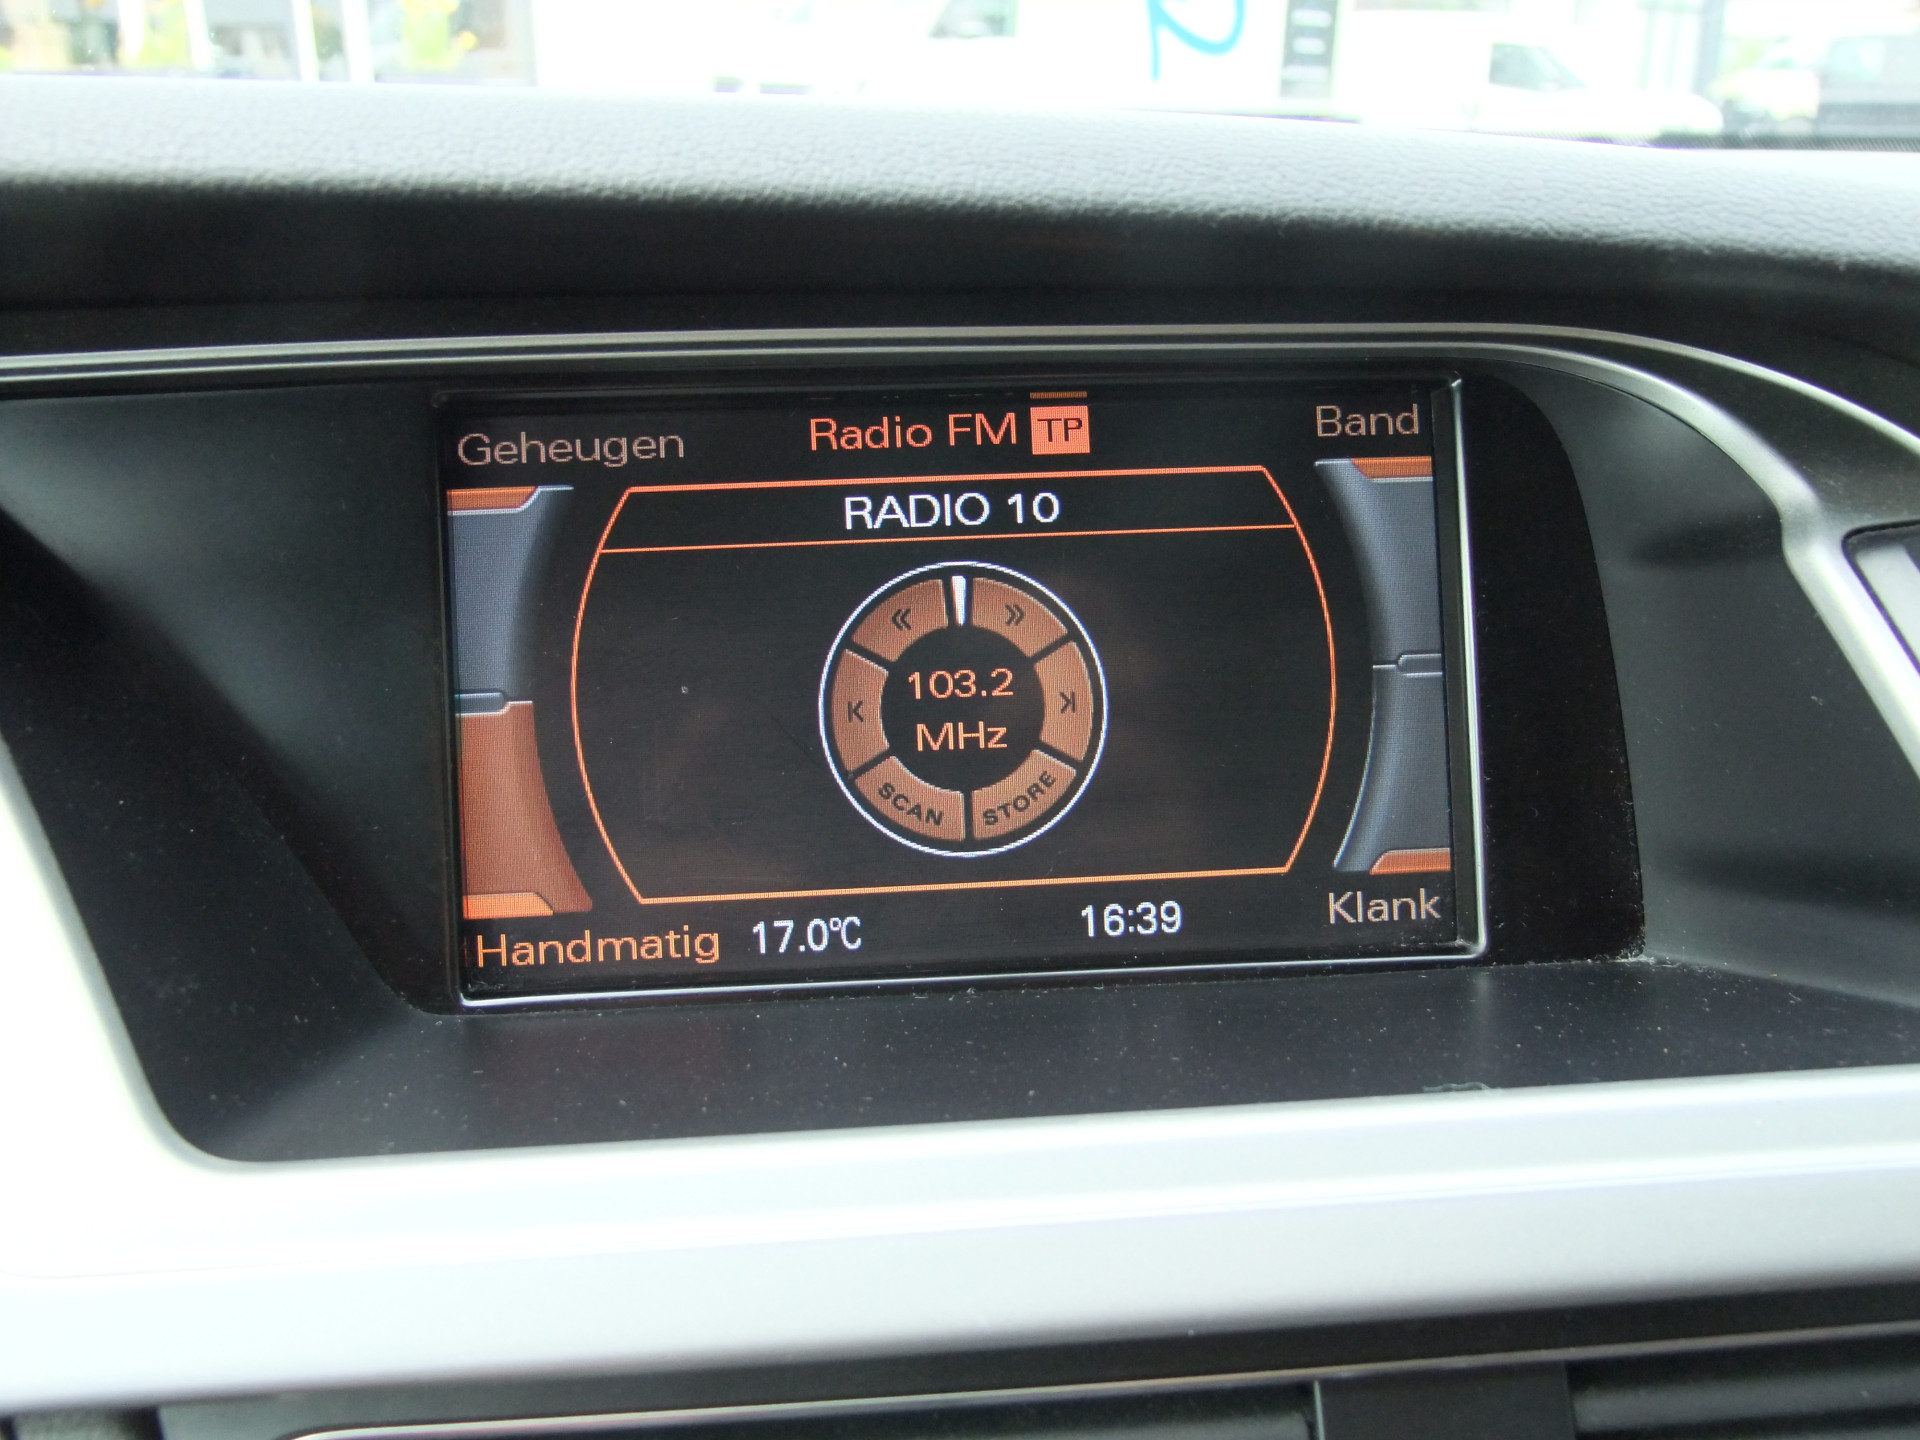 Geheugen
Radio FM TP
Band
RADIO 10
103.2
MHz
SCAN
STORE
Handmatig
17.0°C
16:39
Klank